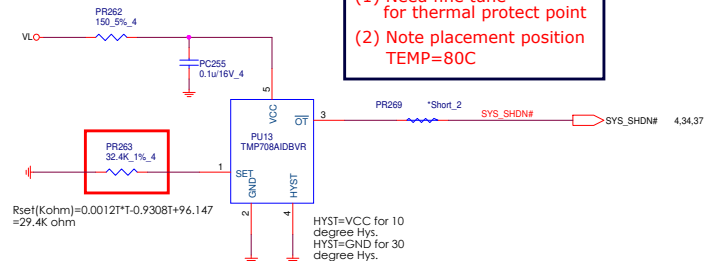 (1) Need fine tune
for thermal protect point
(2) Note placement position
TEMP=80C
PR262
150_5%_4
VL
PC255
0.1u/16V_4
5
VCC
OT
3
PR269
*Short_2
SYS_SHDN#
SYS_SHDN#
4,34,37
PU13
TMP708AIDBVR
PR263
32.4K_1%_4
1
SET
GND
HYST
2
4
Rset(Kohm)=0.0012T*T-0.9308T+96.147
=29.4K ohm
HYST=VCC for 10
degree Hys.
HYST=GND for 30
degree Hys.